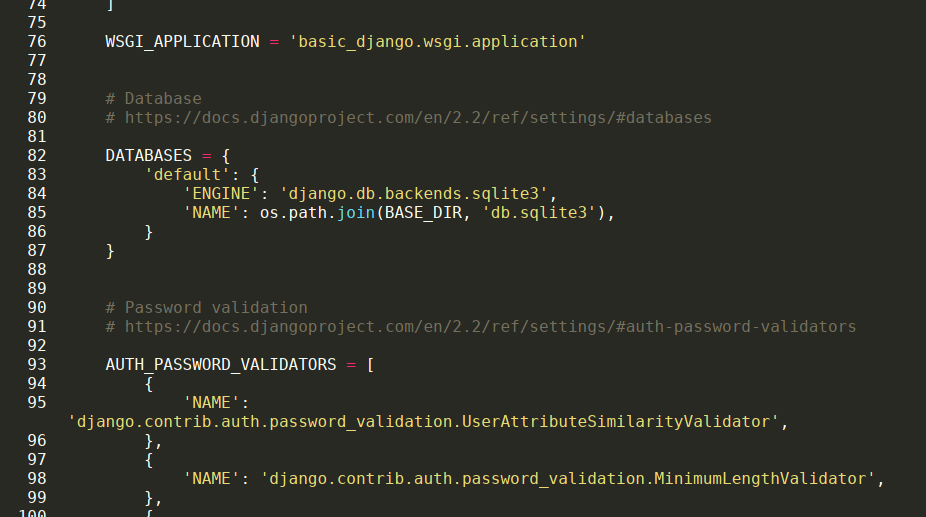 74     ]
75
76     WSGI_APPLICATION = 'basic_django.wsgi.application'
77
78
79     # Database
80     # https://docs.djangoproject.com/en/2.2/ref/settings/#databases
81
82     DATABASES = {
83         'default': {
84             'ENGINE': 'django.db.backends.sqlite3',
85             'NAME': os.path.join(BASE_DIR, 'db.sqlite3'),
86         }
87     }
88
89
90     # Password validation
91     # https://docs.djangoproject.com/en/2.2/ref/settings/#auth-password-validators
92
93     AUTH_PASSWORD_VALIDATORS = [
94         {
95             'NAME':
'django.contrib.auth.password_validation.UserAttributeSimilarityValidator',
96         },
97         {
98             'NAME': 'django.contrib.auth.password_validation.MinimumLengthValidator',
99         },
100         {